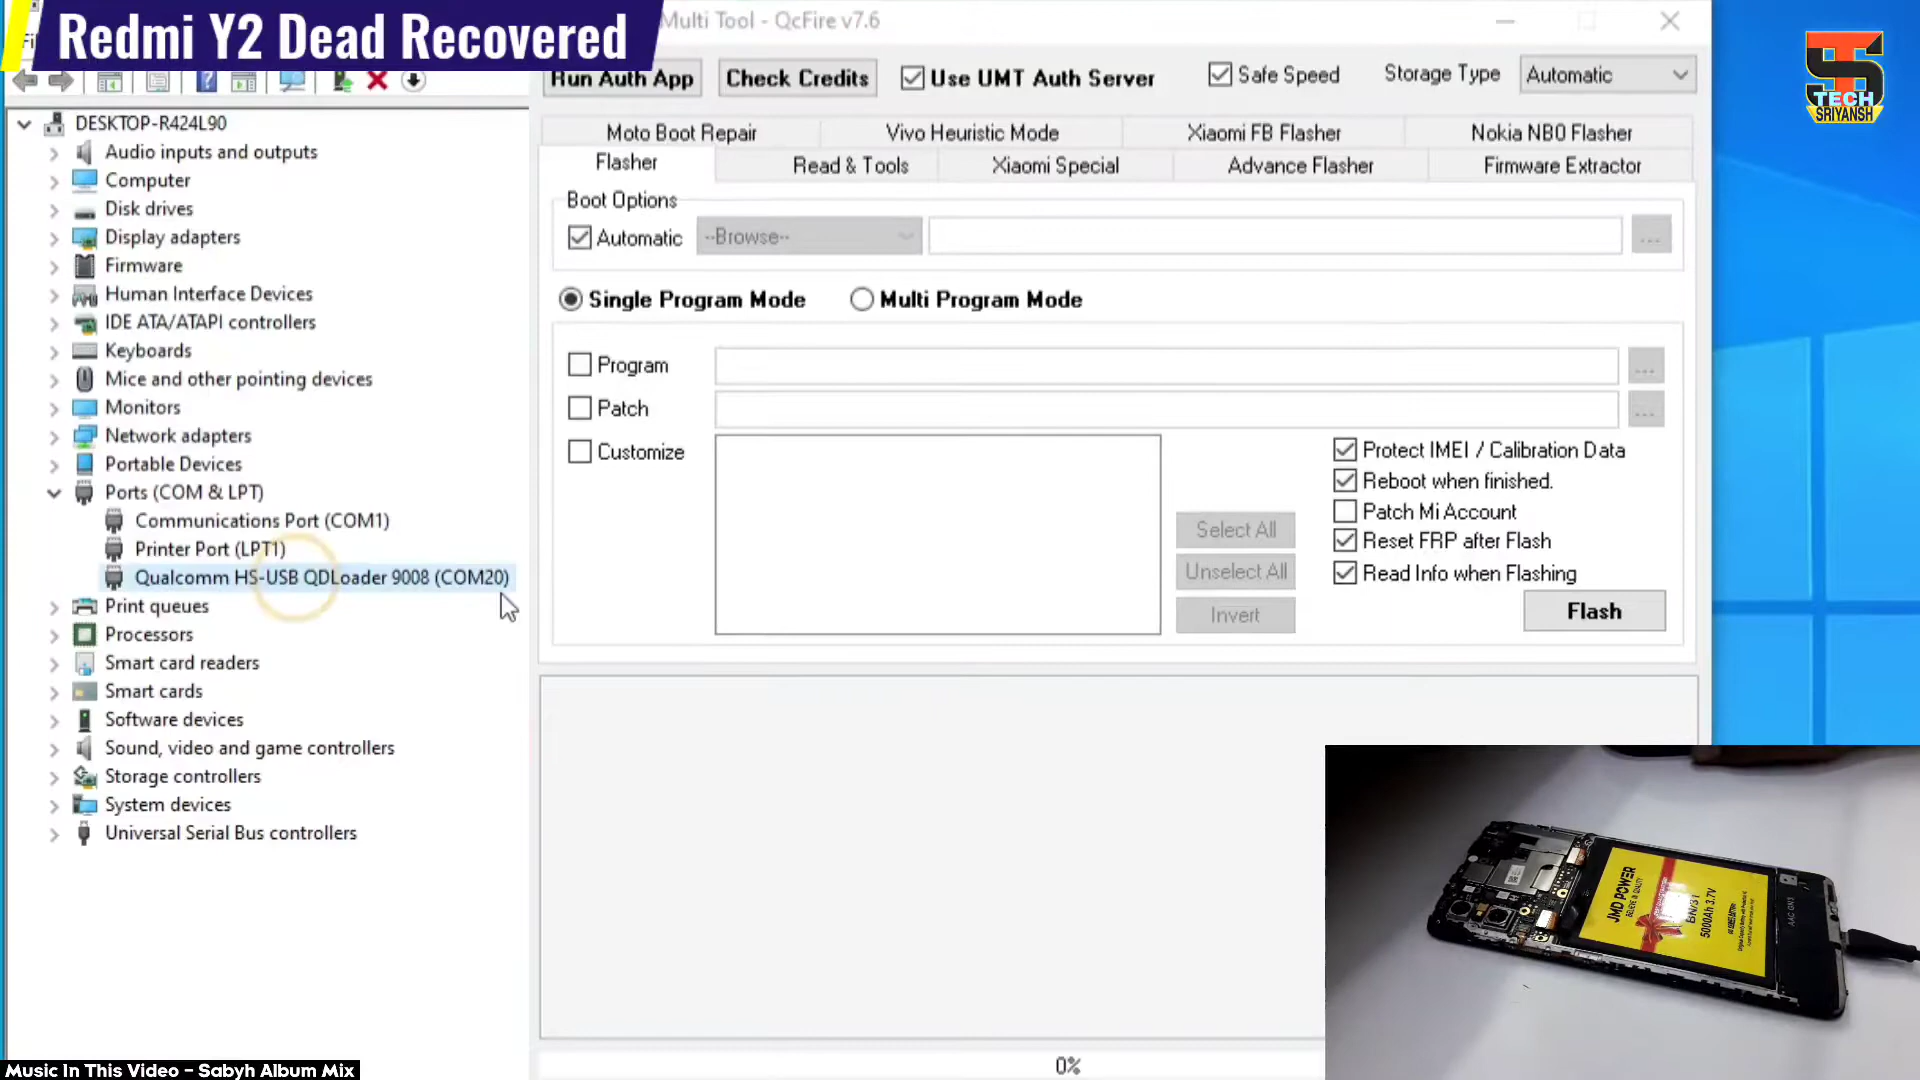 Redmi Y2 Dead Recovered
Multi Tool - QcFire v7.6
TECH
SRIYANSH
Run Auth App
Check Credits
Use UMT Auth Server
Safe Speed
Storage Type
Automatic
DESKTOP-R424L90
Audio inputs and outputs
Computer
Disk drives
Display adapters
Firmware
Human Interface Devices
IDE ATA/ATAPI controllers
Keyboards
Mice and other pointing devices
Monitors
Network adapters
Portable Devices
Ports (COM & LPT)
Communications Port (COM1)
Printer Port (LPT1)
Qualcomm HS-USB QDLoader 9008 (COM20)
Print queues
Processors
Smart card readers
Smart cards
Software devices
Sound, video and game controllers
Storage controllers
System devices
Universal Serial Bus controllers
Moto Boot Repair
Vivo Heuristic Mode
Xiaomi FB Flasher
Nokia NB0 Flasher
Flasher
Read & Tools
Xiaomi Special
Advance Flasher
Firmware Extractor
Boot Options
Automatic
--Browse--
...
Single Program Mode
Multi Program Mode
Program
...
Patch
...
Customize
Select All
Unselect All
Invert
Protect IMEI / Calibration Data
Reboot when finished.
Patch Mi Account
Reset FRP after Flash
Read Info when Flashing
Flash
JMD POWER
BN31
5000Ah 3.7V
0%
Music In This Video - Sabyh Album Mix